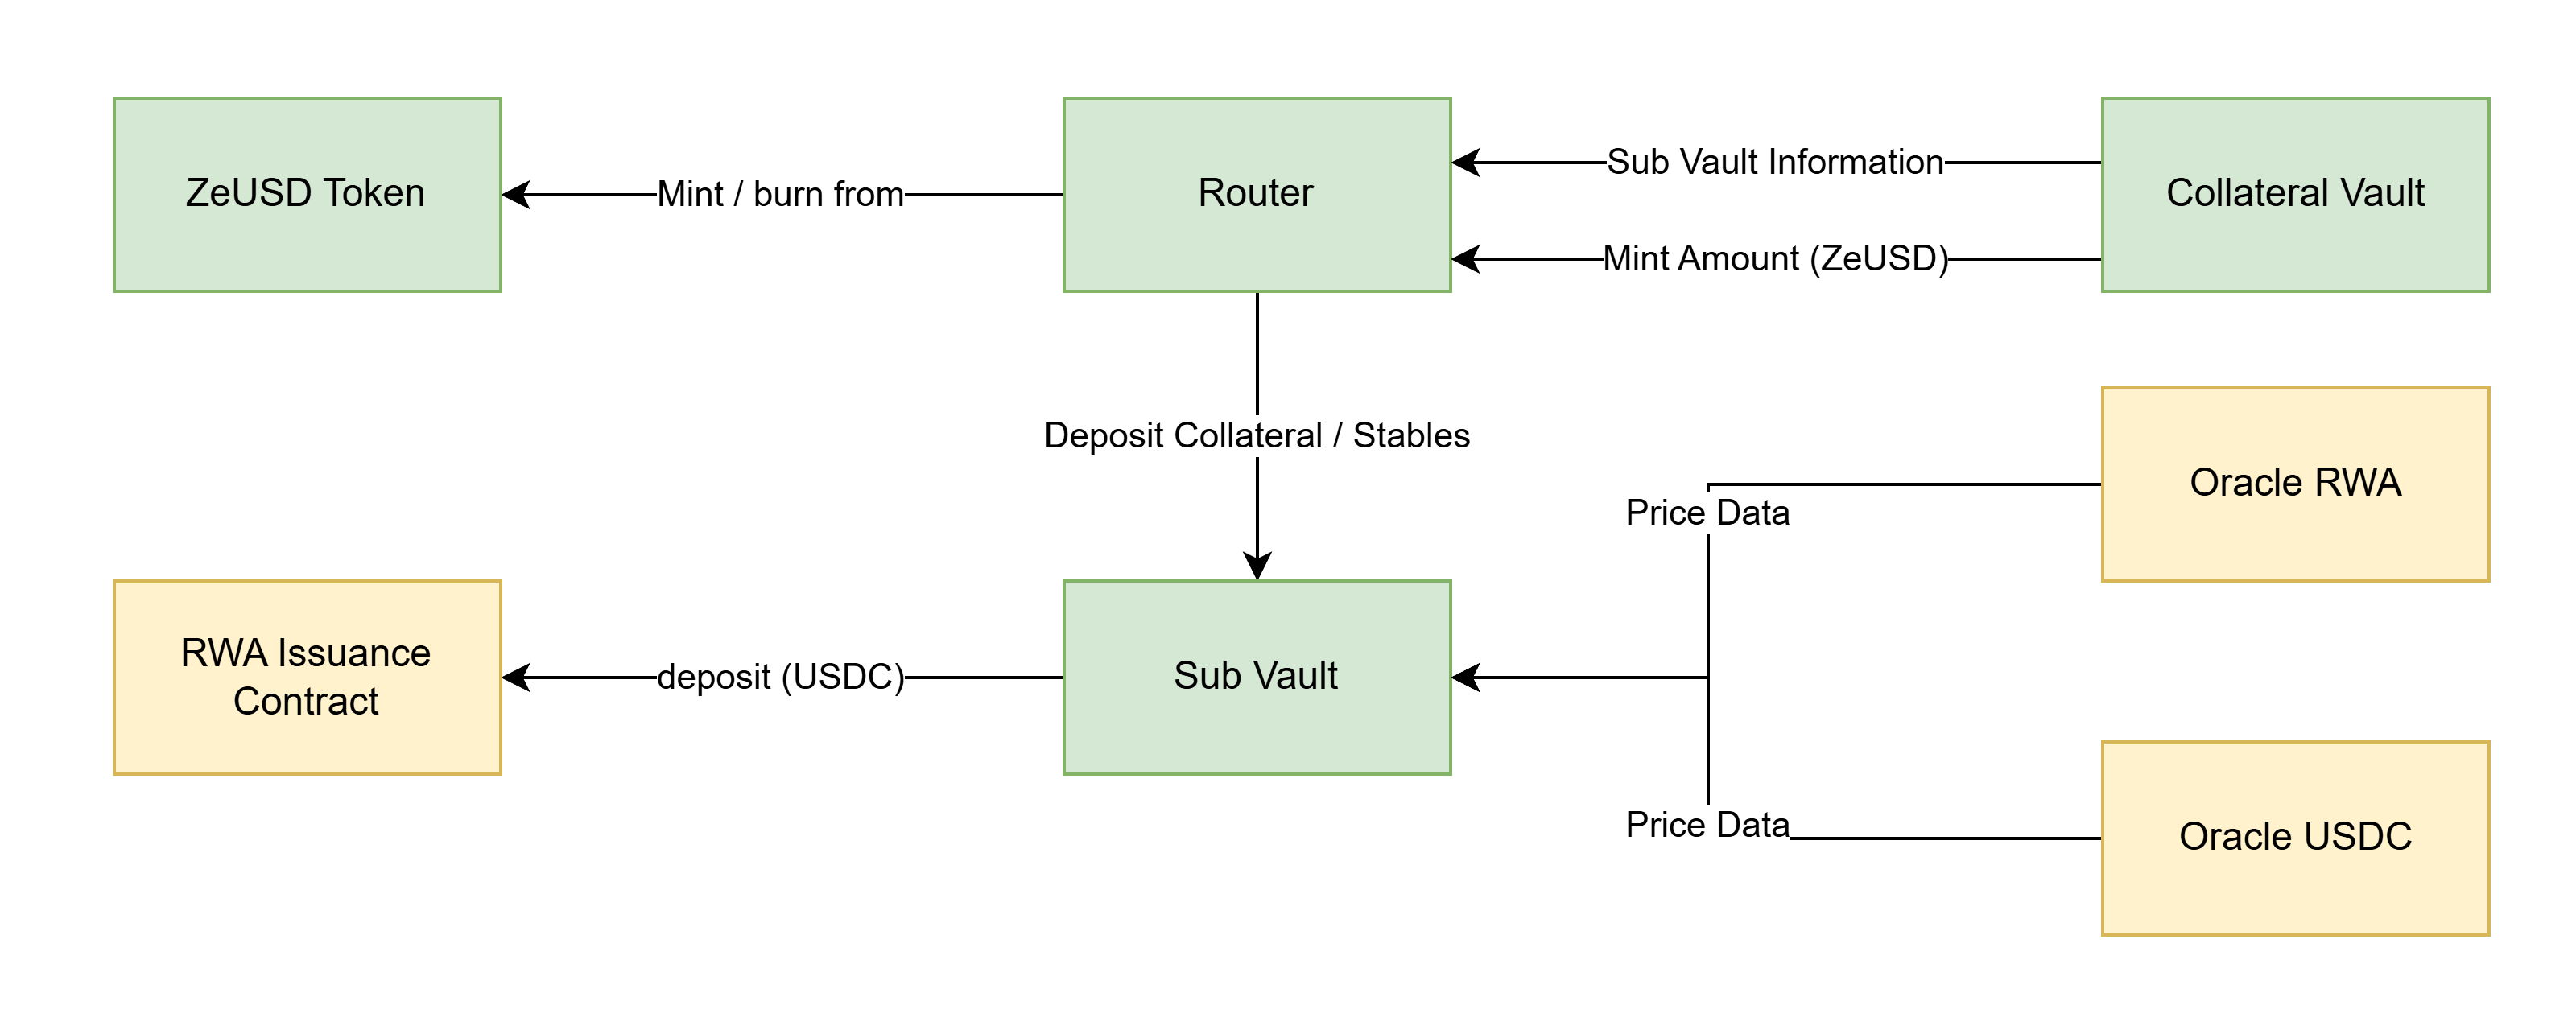 ZeUSD Token
Mint / burn from
Router
Sub Vault Information
Mint Amount (ZeUSD)
Collateral Vault
Deposit Collateral / Stables
Oracle RWA
Price Data
RWA Issuance
Contract
deposit (USDC)
Sub Vault
Price Data
Oracle USDC